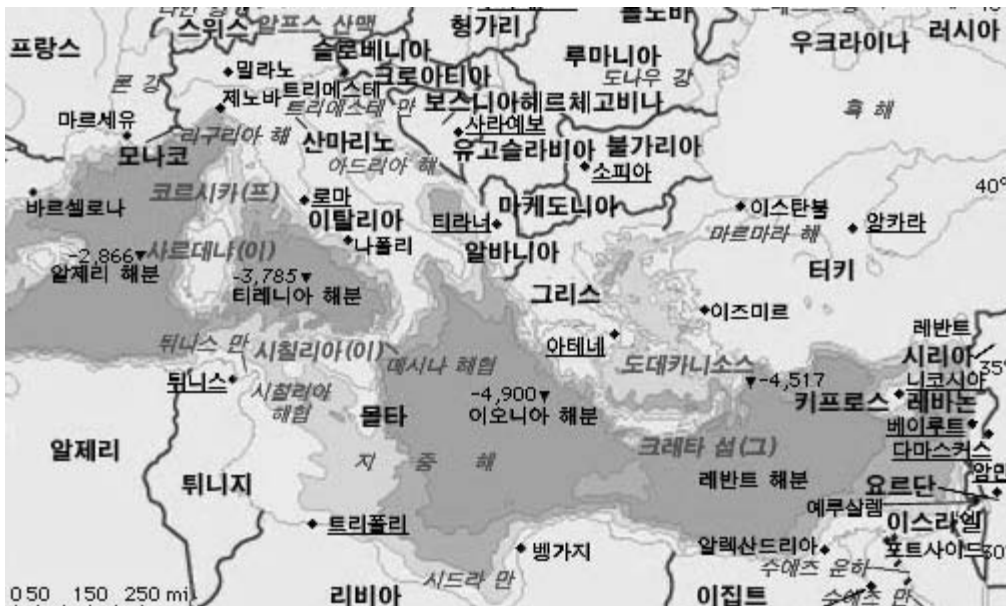 스위스
알프스 산맥
헝가리
프랑스
슬로베니아
루마니아
우크라이나
러시아
밀라노
크로아티아
도나우 강
론 강
제노바
트리에스테
트리에스테 만
보스니아헤르체고비나
흑 해
마르세유
리구리아 해
산마리노
사라예보
모나코
유고슬라비아
불가리아
아드리아 해
소피아
코르시카(프)
로마
40°
바르셀로나
이탈리아
티라너
마케도니아
이스탄불
앙카라
마르마라 해
나폴리
알바니아
사르데냐(이)
-2,866
알제리 해분
터키
-3,785
티레니아 해분
그리스
이즈미르
레반트
튀니스 만
시칠리아(이)
아테네
메시나 해협
도데카니소스
시리아
35°
튀니스
시칠리아
해협
-4,900
이오니아 해분
-4,517
니코시아
키프로스
레바논
몰타
베이루트
크레타 섬(그)
다마스커스
알제리
지 중 해
레반트 해분
튀니지
요르단
예루살렘
트리폴리
이스라엘
벵가지
알렉산드리아
포트사이드
30°
시드라 만
수에즈 운하
0 50 150 250 mi
리비아
이집트
수에즈 만